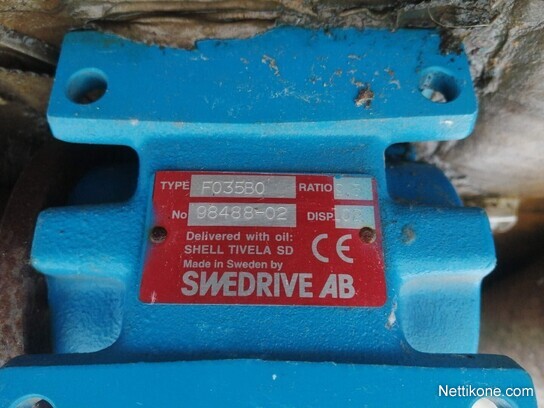 TYPE F035B0 RATIO
No 98488-02 DISP.
Delivered with oil:
SHELL TIVELA SD
CE
Made in Sweden by
SWEDRIVE AB
Nettikone.com